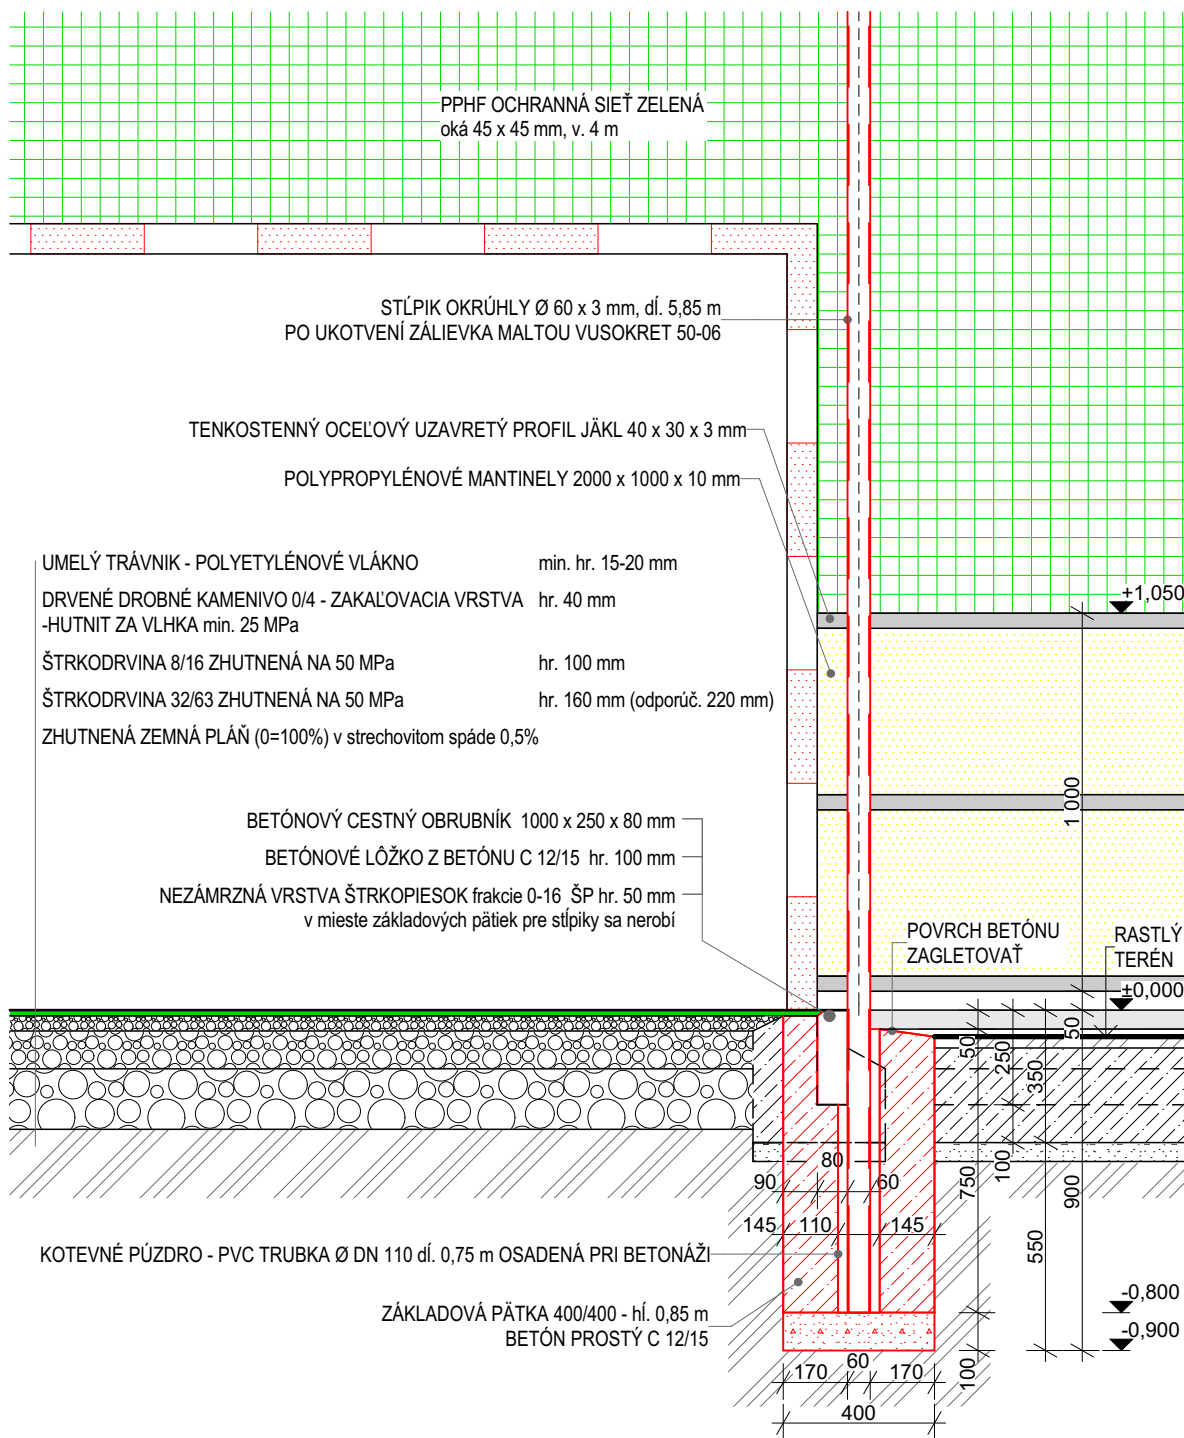 PPHF OCHRANNÁ SIEŤ ZELENÁ
oká 45 x 45 mm, v. 4 m
STĹPIK OKRÚHLY Ø 60 x 3 mm, dĺ. 5,85 m
PO UKOTVENÍ ZÁLIEVKA MALTOU VUSOKRET 50-06
TENKOSTENNÝ OCEĽOVÝ UZAVRETÝ PROFIL JÄKL 40 x 30 x 3 mm
POLYPROPYLÉNOVÉ MANTINELY 2000 x 1000 x 10 mm
UMELÝ TRÁVNIK - POLYETYLÉNOVÉ VLÁKNO min. hr. 15-20 mm
DRVENÉ DROBNÉ KAMENIVO 0/4 - ZAKAĽOVACIA VRSTVA hr. 40 mm
-HUTNIT ZA VLHKA min. 25 MPa
ŠTRKODRVINA 8/16 ZHUTNENÁ NA 50 MPa hr. 100 mm
ŠTRKODRVINA 32/63 ZHUTNENÁ NA 50 MPa hr. 160 mm (odporúč. 220 mm)
ZHUTNENÁ ZEMNÁ PLÁŇ (0=100%) v strechovitom spáde 0,5%
+1,050
1 000
BETÓNOVÝ CESTNÝ OBRUBNÍK 1000 x 250 x 80 mm
BETÓNOVÉ LÔŽKO Z BETÓNU C 12/15 hr. 100 mm
NEZÁMRZNÁ VRSTVA ŠTRKOPIESOK frakcie 0-16 ŠP hr. 50 mm
v mieste základových pätiek pre stĺpiky sa nerobí
POVRCH BETÓNU
ZAGLETOVAŤ
RASTLÝ
TERÉN
±0,000
50
50
250
350
80
100
90
60
750
900
145
110
145
550
KOTEVNÉ PÚZDRO - PVC TRUBKA Ø DN 110 dĺ. 0,75 m OSADENÁ PRI BETONÁŽI
ZÁKLADOVÁ PÄTKA 400/400 - hĺ. 0,85 m
BETÓN PROSTÝ C 12/15
-0,800
-0,900
100
60
170
170
400